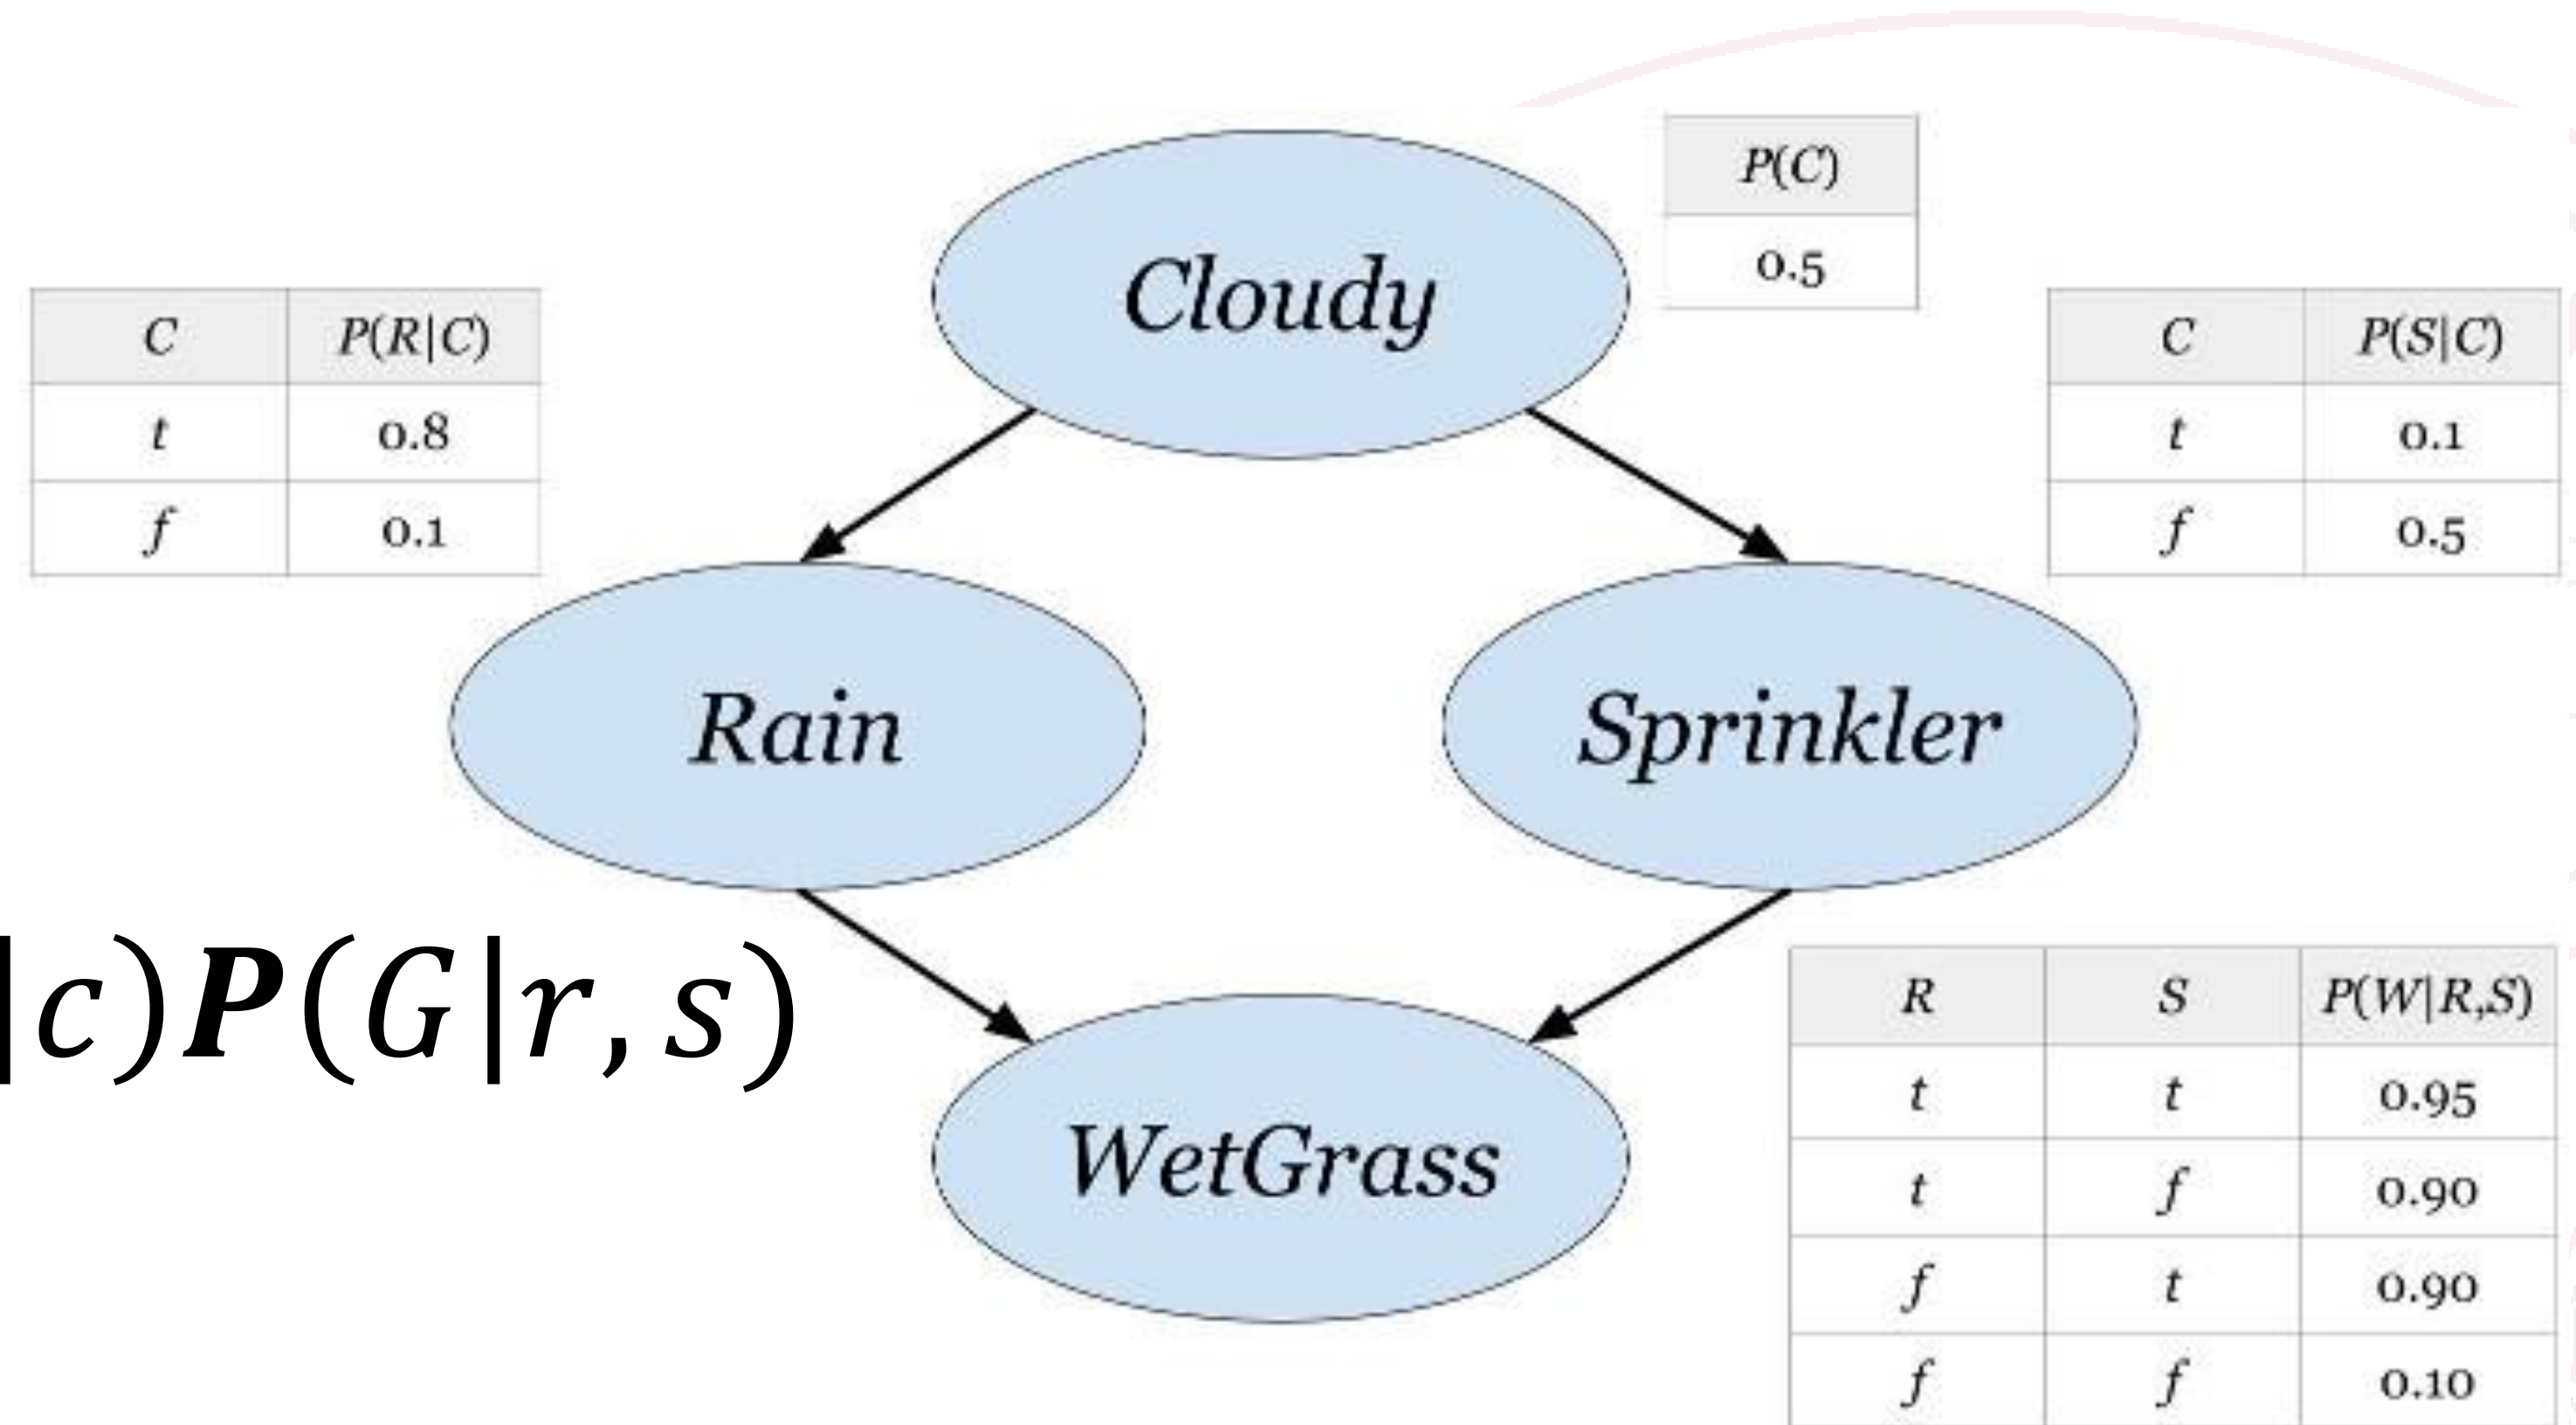 P(C)
0.5
Cloudy
C P(R|C)
t 0.8
f 0.1
C P(S|C)
t 0.1
f 0.5
Rain
Sprinkler
|c)P(G|r,s)
WetGrass
R S P(W|R,S)
t t 0.95
t f 0.90
f t 0.90
f f 0.10